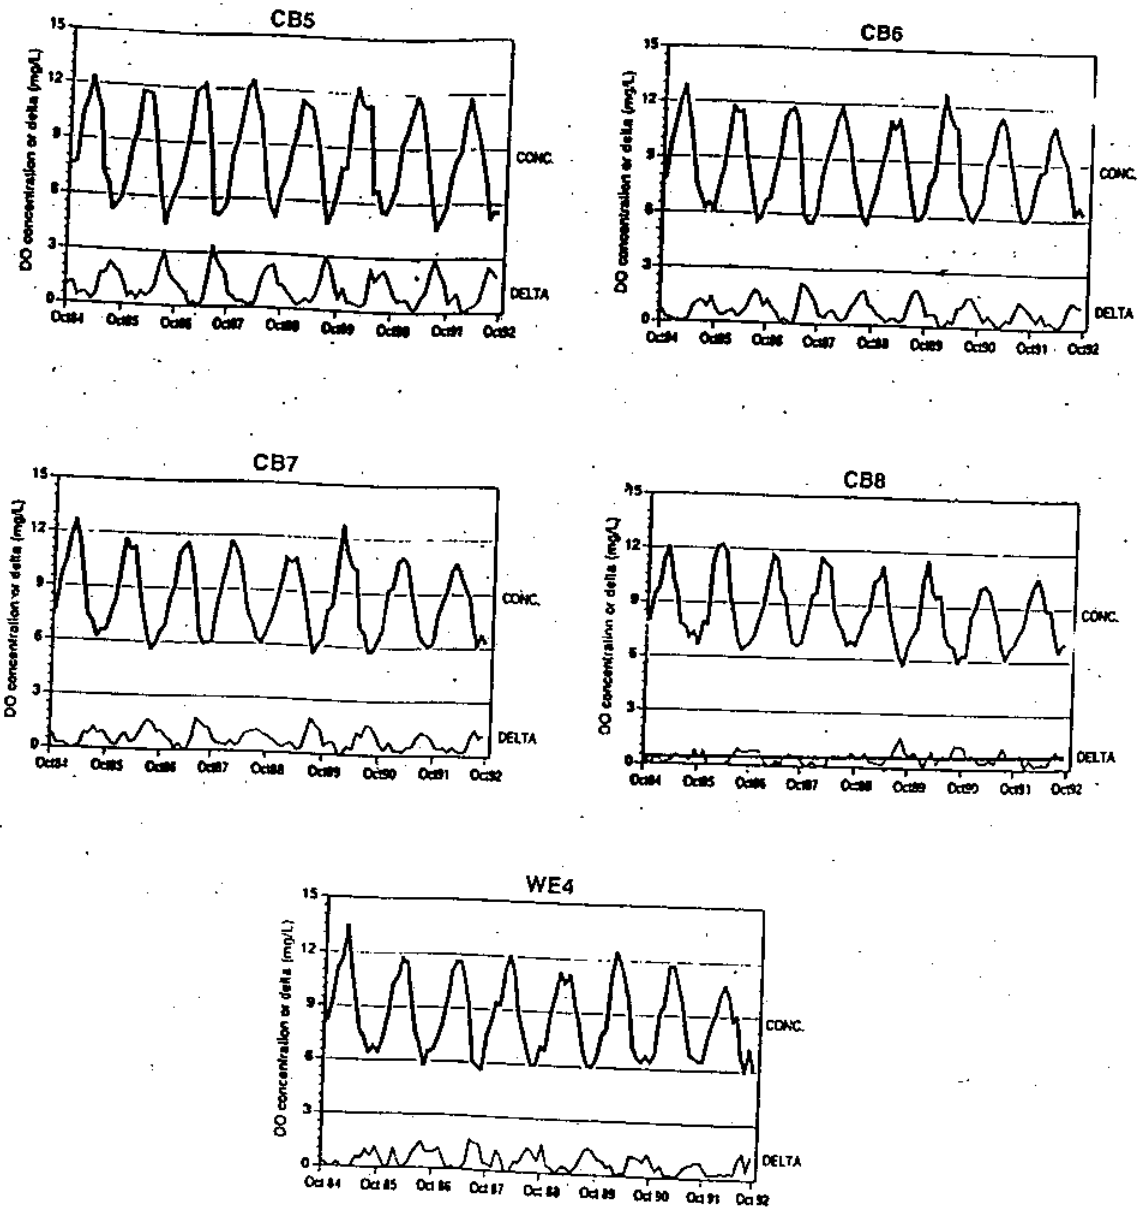 CB5
DO concentration or delta (mg/L)
15
12
9
6
3
0
CONC.
DELTA
Oct84 Oct85 Oct86 Oct87 Oct88 Oct89 Oct90 Oct91 Oct92
CB6
DO concentration or delta (mg/L)
15
12
9
6
3
0
CONC.
DELTA
Oct84 Oct85 Oct86 Oct87 Oct88 Oct89 Oct90 Oct91 Oct92
CB7
DO concentration or delta (mg/L)
15
12
9
6
3
0
CONC.
DELTA
Oct84 Oct85 Oct86 Oct87 Oct88 Oct89 Oct90 Oct91 Oct92
CB8
DO concentration or delta (mg/L)
15
12
9
6
3
0
CONC.
DELTA
Oct84 Oct85 Oct86 Oct87 Oct88 Oct89 Oct90 Oct91 Oct92
WE4
DO concentration or delta (mg/L)
15
12
9
6
3
0
CONC.
DELTA
Oct 84 Oct 85 Oct 86 Oct 87 Oct 88 Oct 89 Oct 90 Oct 91 Oct 92